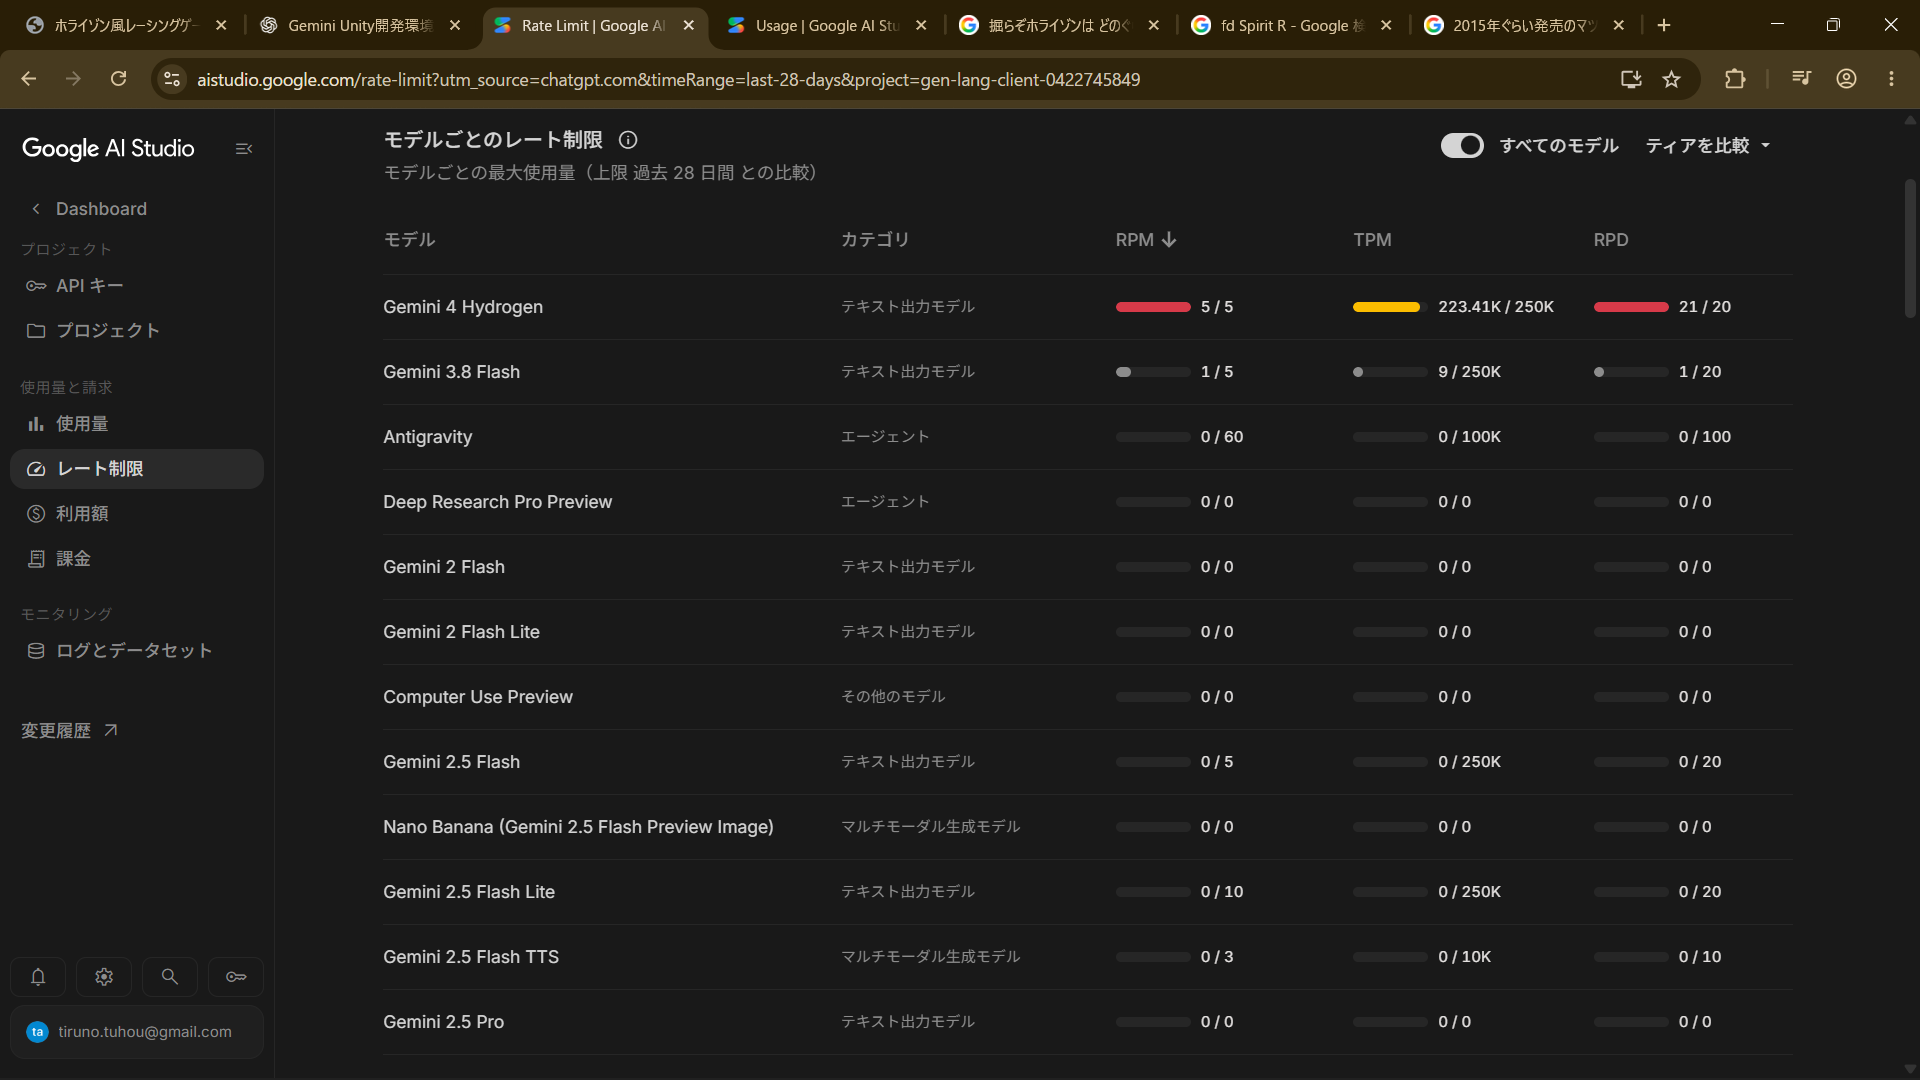 ホライゾン風レーシングゲー
Gemini Unity開発環境
Rate Limit | Google AI
Usage | Google AI Stu
掘らぞホライゾンは どのぐ
fd Spirit R - Google 検
2015年ぐらい発売のマツ
aistudio.google.com/rate-limit?utm_source=chatgpt.com&timeRange=last-28-days&project=gen-lang-client-0422745849
Google AI Studio
Dashboard
プロジェクト
API キー
プロジェクト
使用量と請求
使用量
レート制限
利用額
課金
モニタリング
ログとデータセット
変更履歴
ta tiruno.tuhou@gmail.com
モデルごとのレート制限
モデルごとの最大使用量（上限 過去 28 日間 との比較）
すべてのモデル ティアを比較
モデル カテゴリ RPM TPM RPD
Gemini 4 Hydrogen テキスト出力モデル 5 / 5 223.41K / 250K 21 / 20
Gemini 3.8 Flash テキスト出力モデル 1 / 5 9 / 250K 1 / 20
Antigravity エージェント 0 / 60 0 / 100K 0 / 100
Deep Research Pro Preview エージェント 0 / 0 0 / 0 0 / 0
Gemini 2 Flash テキスト出力モデル 0 / 0 0 / 0 0 / 0
Gemini 2 Flash Lite テキスト出力モデル 0 / 0 0 / 0 0 / 0
Computer Use Preview その他のモデル 0 / 0 0 / 0 0 / 0
Gemini 2.5 Flash テキスト出力モデル 0 / 5 0 / 250K 0 / 20
Nano Banana (Gemini 2.5 Flash Preview Image) マルチモーダル生成モデル 0 / 0 0 / 0 0 / 0
Gemini 2.5 Flash Lite テキスト出力モデル 0 / 10 0 / 250K 0 / 20
Gemini 2.5 Flash TTS マルチモーダル生成モデル 0 / 3 0 / 10K 0 / 10
Gemini 2.5 Pro テキスト出力モデル 0 / 0 0 / 0 0 / 0